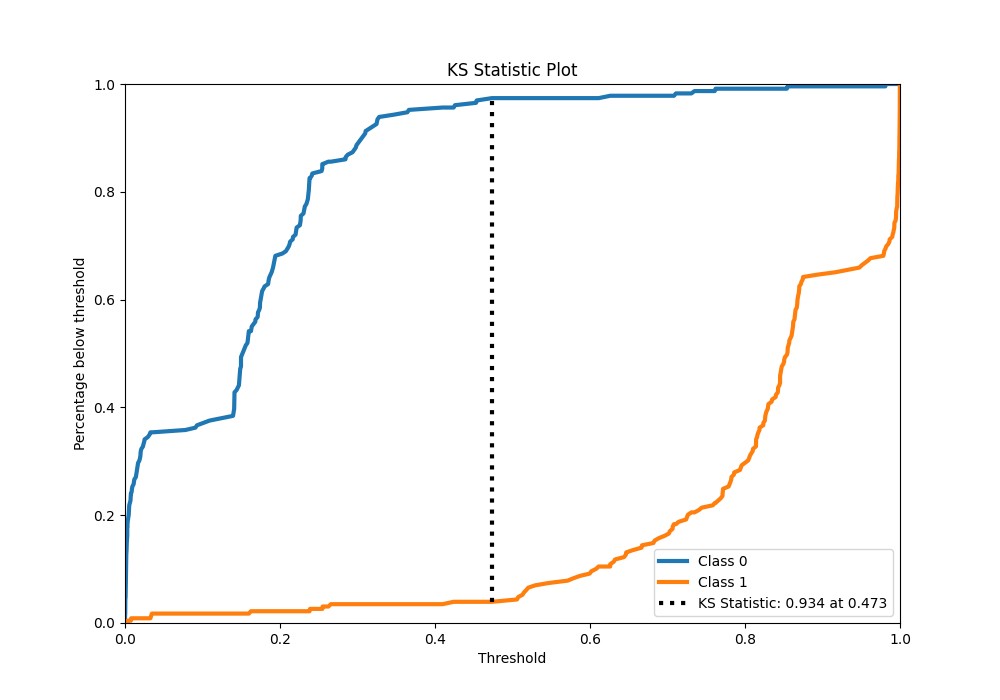 KS Statistic Plot
1.0
0.8
0.6
0.4
0.2
0.0
Percentage below threshold
0.0 0.2 0.4 0.6 0.8 1.0
Threshold
Class 0
Class 1
KS Statistic: 0.934 at 0.473